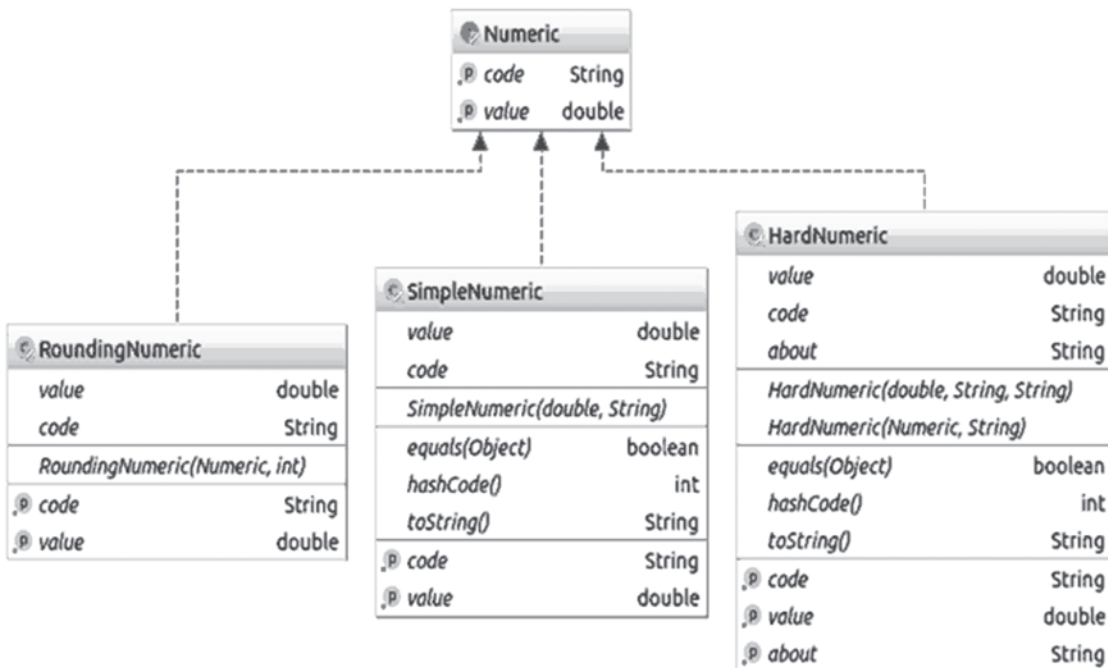 Numeric
code String
value double
RoundingNumeric
value double
code String
RoundingNumeric(Numeric, int)
code String
value double
SimpleNumeric
value double
code String
SimpleNumeric(double, String)
equals(Object) boolean
hashCode() int
toString() String
code String
value double
HardNumeric
value double
code String
about String
HardNumeric(double, String, String)
HardNumeric(Numeric, String)
equals(Object) boolean
hashCode() int
toString() String
code String
value double
about String